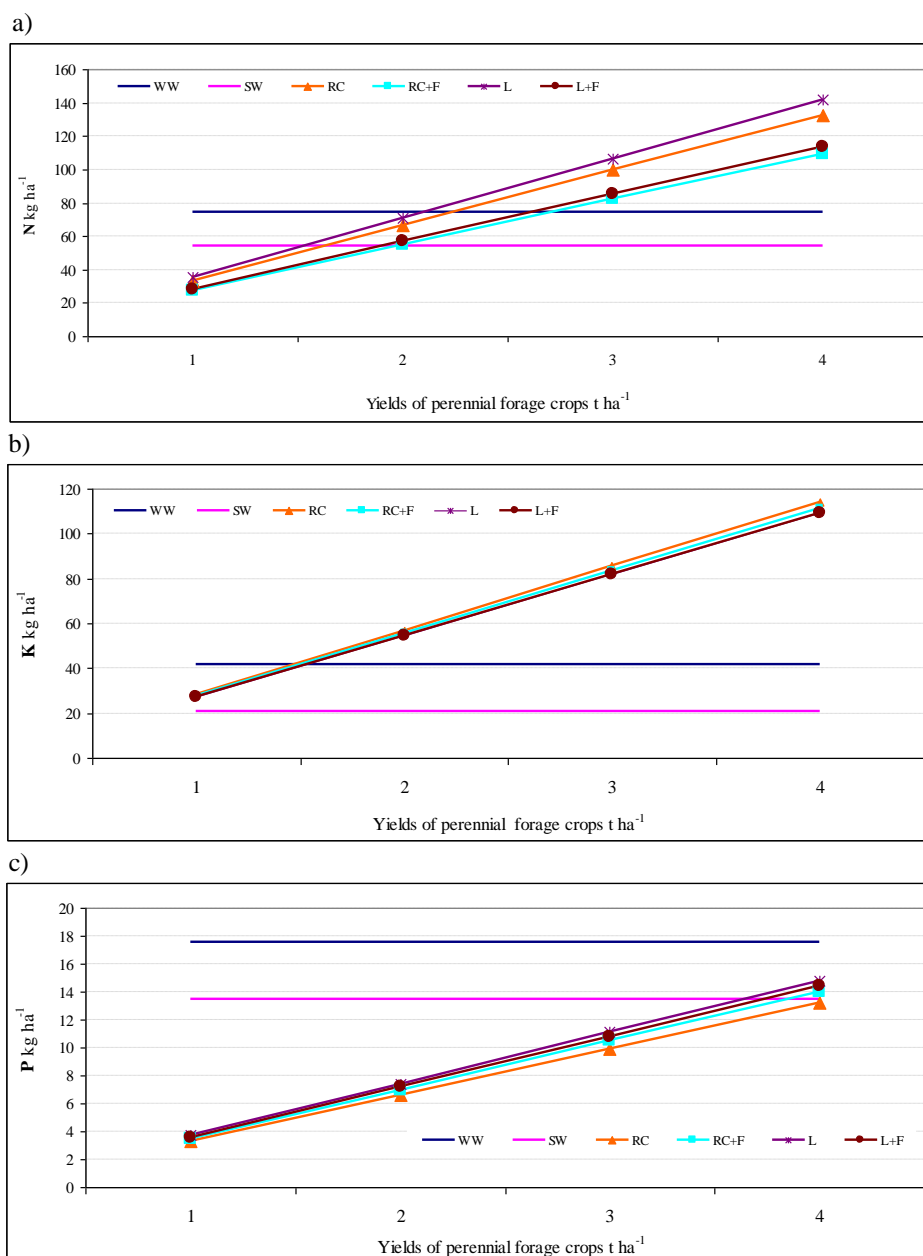 a)
160
140
120
100
80
60
40
20
0
N kg ha-1
WW SW RC RC+F L L+F
1 2 3 4
Yields of perennial forage crops t ha-1
b)
120
100
80
60
40
20
0
K kg ha-1
WW SW RC RC+F L L+F
1 2 3 4
Yields of perennial forage crops t ha-1
c)
20
18
16
14
12
10
8
6
4
2
0
P kg ha-1
WW SW RC RC+F L L+F
1 2 3 4
Yields of perennial forage crops t ha-1